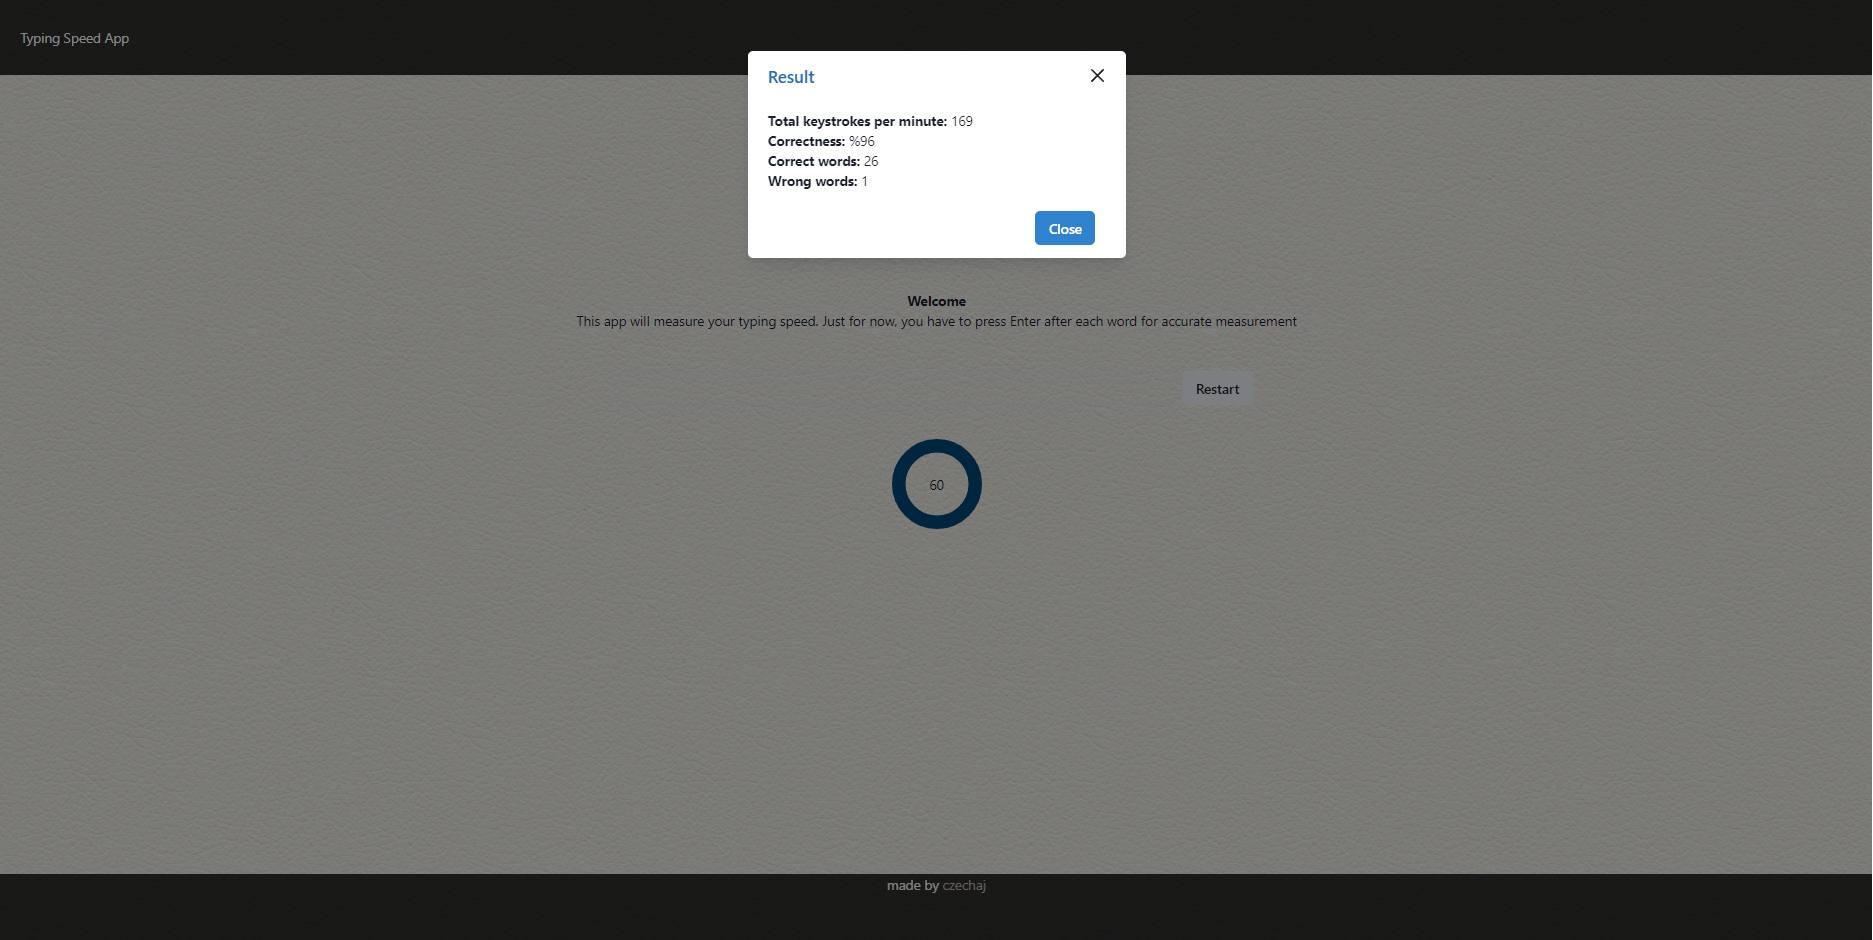 Typing Speed App
Result
Total keystrokes per minute: 169
Correctness: %96
Correct words: 26
Wrong words: 1
Close
Welcome
This app will measure your typing speed. Just for now, you have to press Enter after each word for accurate measurement
Restart
60
made by czechaj